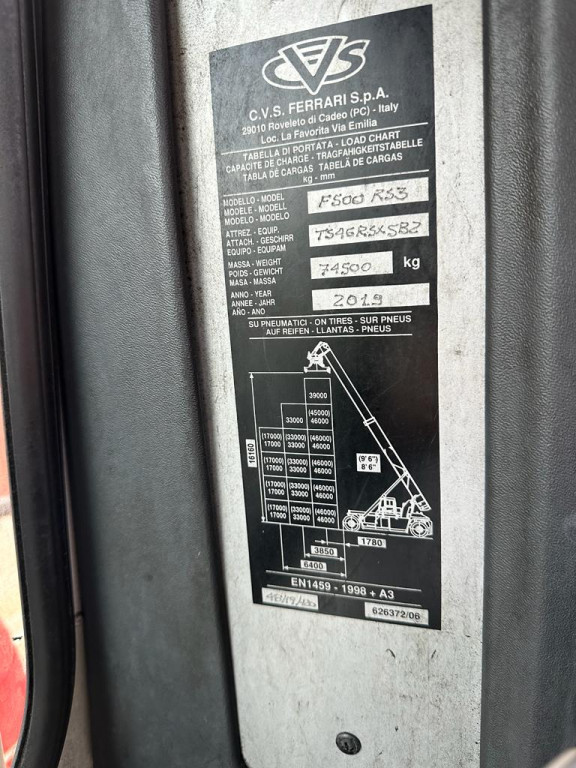 CVS
C.V.S. FERRARI S.p.A.
29010 Roveleto di Cadeo (PC) - Italy
Loc. La Favorita Via Emilia
TABELLA DI PORTATA - LOAD CHART
CAPACITE DE CHARGE - TRAGFAHIGKEITSTABELLE
TABLA DE CARGAS TABELA DE CARGAS
kg - mm
MODELLO - MODEL
MODELE - MODELL
MODELO - MODELO
F500 RS3
ATTREZ. - EQUIP.
ATTACH. - GESCHIRR
EQUIPO - EQUIPAM
TS46RSX5B2
MASSA - WEIGHT
POIDS - GEWICHT
MASA - MASSA
74500 kg
ANNO - YEAR
ANNEE - JAHR
AÑO - ANO
2019
SU PNEUMATICI - ON TIRES - SUR PNEUS
AUF REIFEN - LLANTAS - PNEUS
39000
33000 (45000) 46000
(17000) 17000 (33000) 33000 (46000) 46000
(17000) 17000 (33000) 33000 (46000) 46000
(17000) 17000 (33000) 33000 (46000) 46000
(17000) 17000 (33000) 33000 (46000) 46000
16160
(9' 6")
8' 6"
1780
3850
6400
EN1459 - 1998 + A3
626372/06